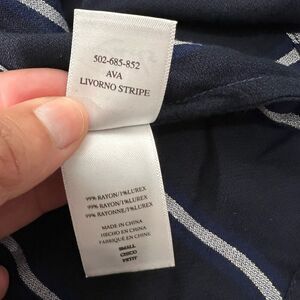 502-685-852
AVA
LIVORNO STRIPE
99% RAYON/1% LUREX
99% RAYON/1% LUREX
99% RAYONNE/1% LUREX
MADE IN CHINA
HECHO EN CHINA
FABRIQUÉ EN CHINE
SMALL
CHICO
PETIT